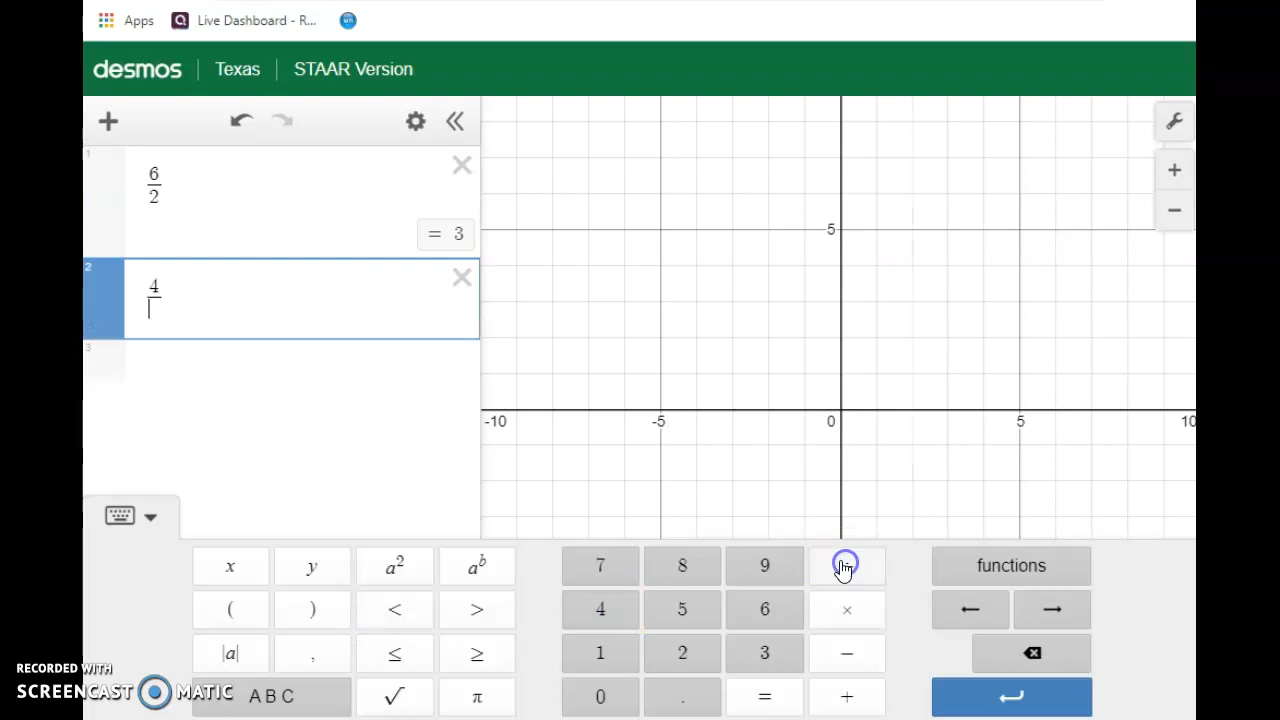 Apps Live Dashboard - R...
desmos Texas STAAR Version
1
6
2
= 3
2
4
3
5
-10 -5 0 5 10
x y a² aᵇ 7 8 9 functions
( ) < > 4 5 6 × ← →
|a| , ≤ ≥ 1 2 3 −
A B C √ π 0 . = +
RECORDED WITH
SCREENCAST MATIC